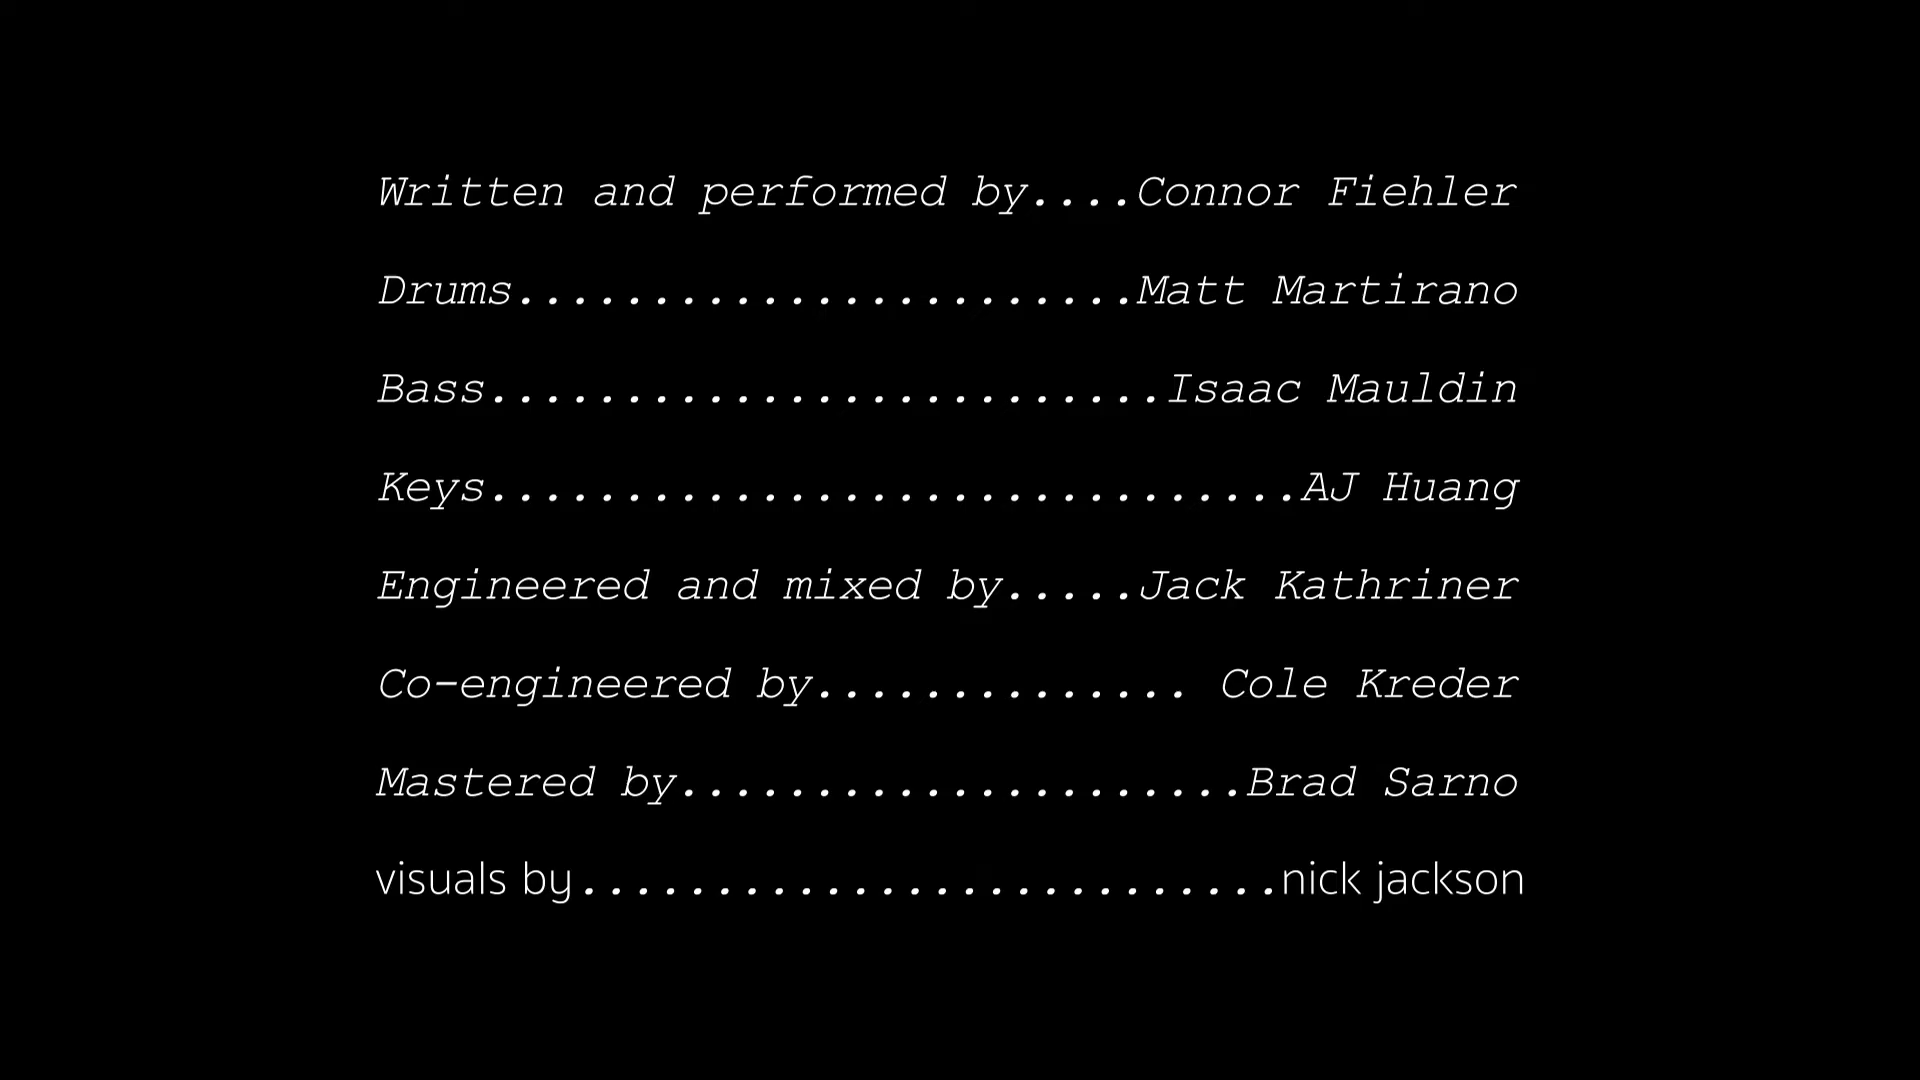 Written and performed by....Connor Fiehler
Drums.......................Matt Martirano
Bass.........................Isaac Mauldin
Keys..............................AJ Huang
Engineered and mixed by.....Jack Kathriner
Co-engineered by.............. Cole Kreder
Mastered by.....................Brad Sarno
visuals by..........................nick jackson